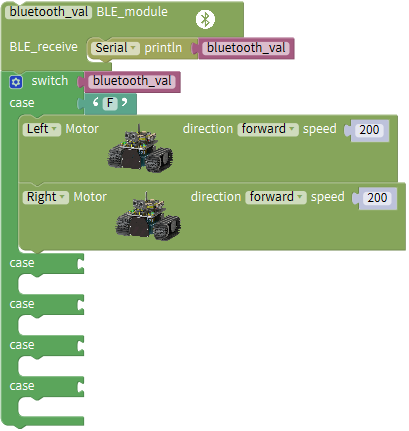 bluetooth_val BLE_module
BLE_receive Serial println bluetooth_val
switch bluetooth_val
case ‘ F ’
Left Motor direction forward speed 200
Right Motor direction forward speed 200
case
case
case
case